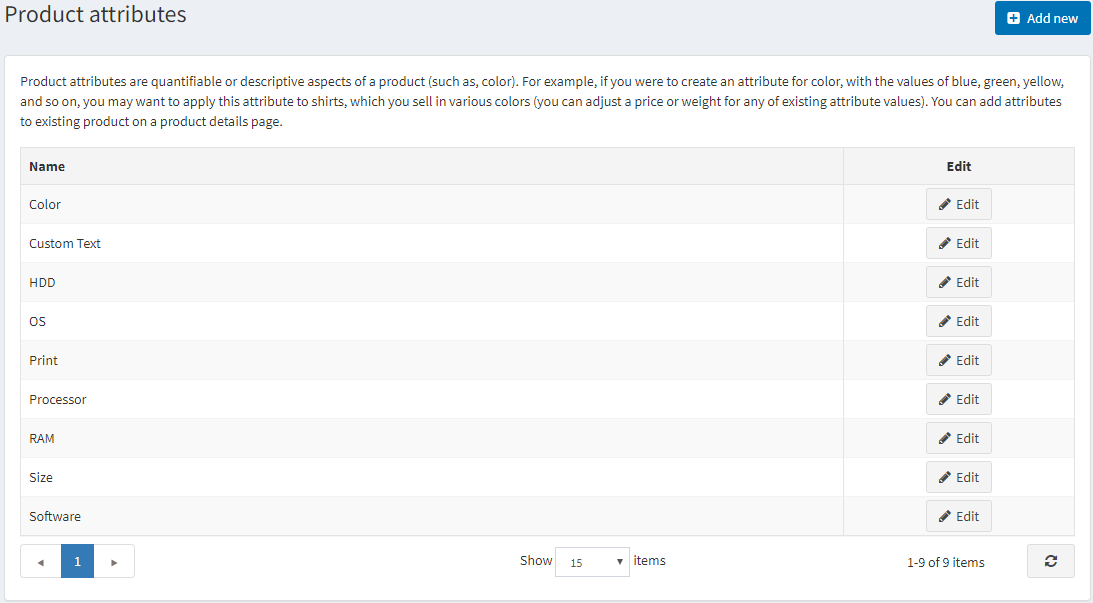 Product attributes
Add new
Product attributes are quantifiable or descriptive aspects of a product (such as, color). For example, if you were to create an attribute for color, with the values of blue, green, yellow,
and so on, you may want to apply this attribute to shirts, which you sell in various colors (you can adjust a price or weight for any of existing attribute values). You can add attributes
to existing product on a product details page.
Name Edit
Color Edit
Custom Text Edit
HDD Edit
OS Edit
Print Edit
Processor Edit
RAM Edit
Size Edit
Software Edit
1 Show 15 items 1-9 of 9 items